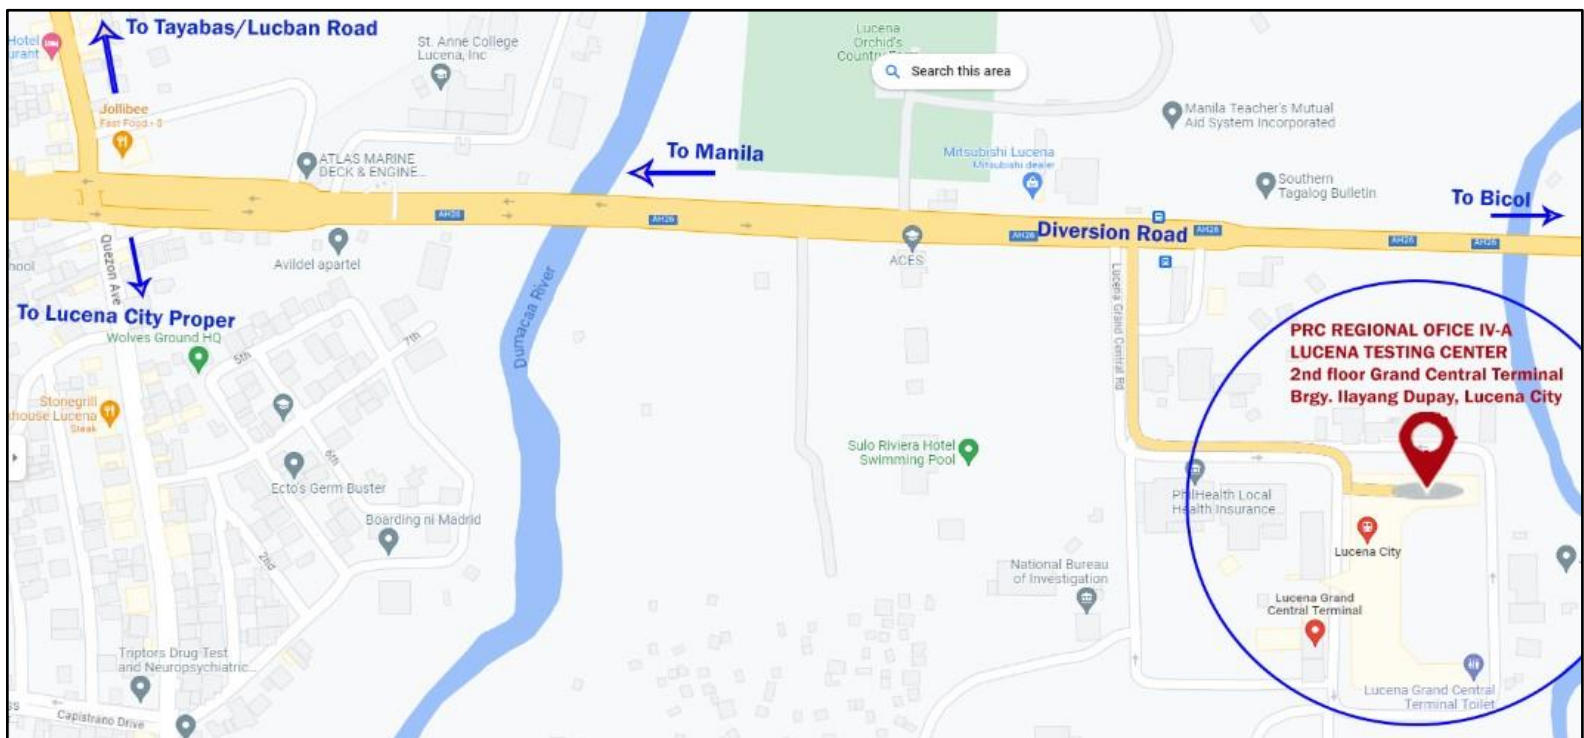 To Tayabas/Lucban Road
Hotel
urant
St. Anne College
Lucena, Inc
Lucena
Orchid's
Search this area
Jollibee
Fast Food
Manila Teacher's Mutual
Aid System Incorporated
ATLAS MARINE
DECK & ENGINE...
To Manila
Mitsubishi Lucena
Mitsubishi dealer
Southern
Tagalog Bulletin
To Bicol
AH26
AH26
AH26
Diversion Road
AH26
AH26
AH26
Quezon Ave
hool
Avildel apartel
ACES
Lucena Grand Central Rd
Dumacaa River
To Lucena City Proper
Wolves Ground HQ
5th
7th
PRC REGIONAL OFICE IV-A
LUCENA TESTING CENTER
2nd floor Grand Central Terminal
Brgy. Ilayang Dupay, Lucena City
Stonegrill
khouse Lucena
Steak
6th
Sulo Riviera Hotel
Swimming Pool
Ecto's Germ Buster
PhilHealth Local
Health Insurance...
Boarding ni Madrid
2nd
Lucena City
National Bureau
of Investigation
Lucena Grand
Central Terminal
Triptors Drug Test
and Neuropsychiatric...
Lucena Grand Central
Terminal Toilet
ss
Capistrano Drive